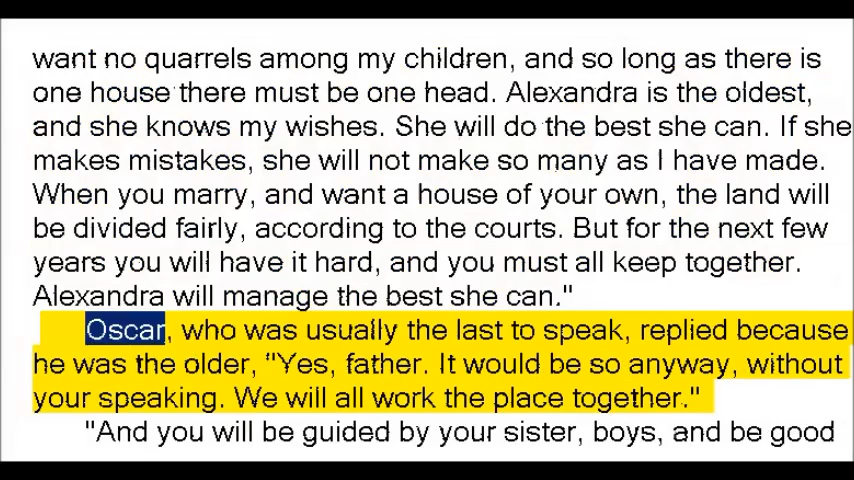 want no quarrels among my children, and so long as there is
one house there must be one head. Alexandra is the oldest,
and she knows my wishes. She will do the best she can. If she
makes mistakes, she will not make so many as I have made.
When you marry, and want a house of your own, the land will
be divided fairly, according to the courts. But for the next few
years you will have it hard, and you must all keep together.
Alexandra will manage the best she can."
Oscar, who was usually the last to speak, replied because
he was the older, "Yes, father. It would be so anyway, without
your speaking. We will all work the place together."
"And you will be guided by your sister, boys, and be good